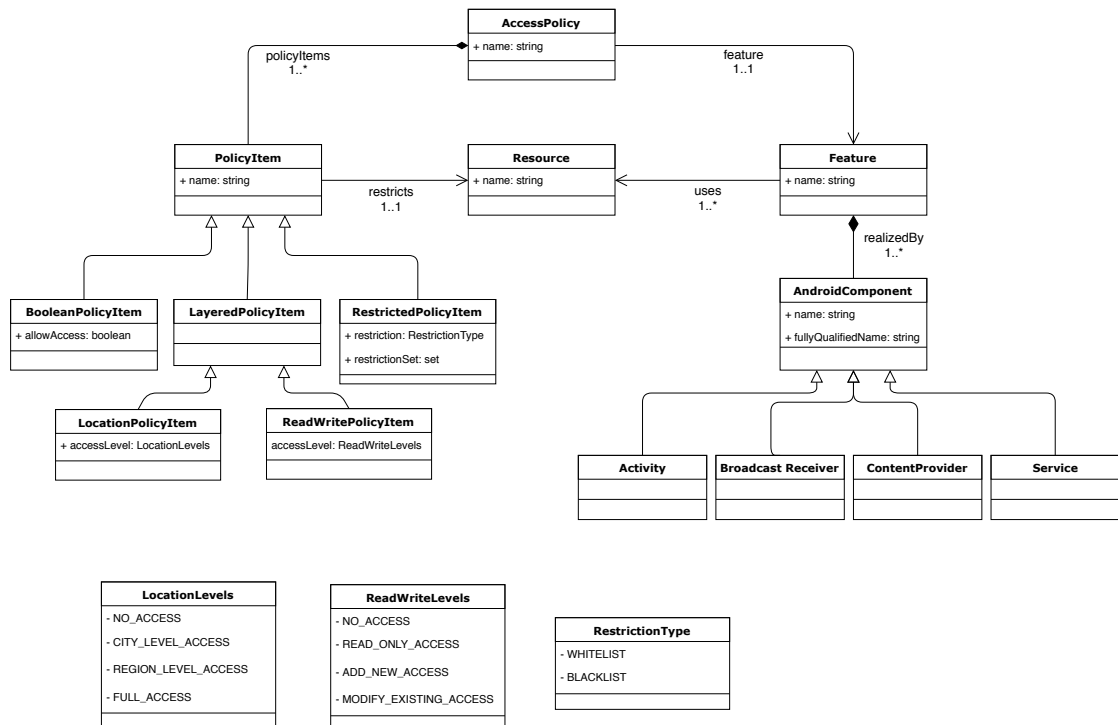 AccessPolicy
+ name: string
policyItems
1..*
feature
1..1
PolicyItem
+ name: string
Resource
+ name: string
Feature
+ name: string
restricts
1..1
uses
1..*
realizedBy
1..*
AndroidComponent
+ name: string
+ fullyQualifiedName: string
BooleanPolicyItem
+ allowAccess: boolean
LayeredPolicyItem
RestrictedPolicyItem
+ restriction: RestrictionType
+ restrictionSet: set
LocationPolicyItem
+ accessLevel: LocationLevels
ReadWritePolicyItem
accessLevel: ReadWriteLevels
Activity
Broadcast Receiver
ContentProvider
Service
LocationLevels
- NO_ACCESS
- CITY_LEVEL_ACCESS
- REGION_LEVEL_ACCESS
- FULL_ACCESS
ReadWriteLevels
- NO_ACCESS
- READ_ONLY_ACCESS
- ADD_NEW_ACCESS
- MODIFY_EXISTING_ACCESS
RestrictionType
- WHITELIST
- BLACKLIST